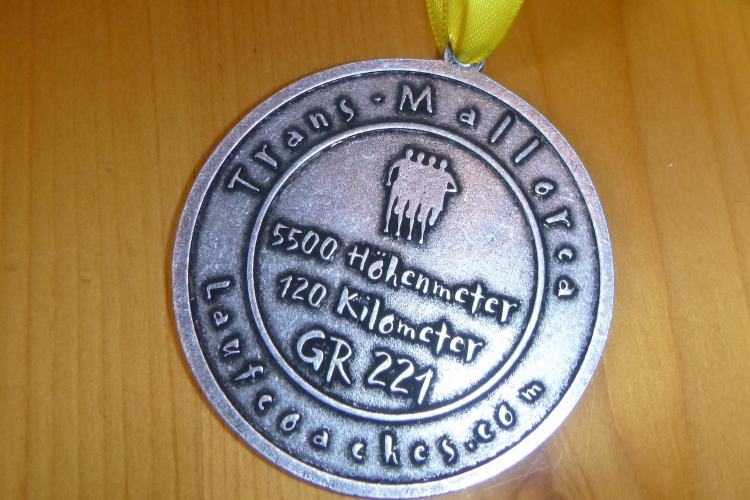 Trans-Mallorca
5500 Höhenmeter
120 Kilometer
GR 221
Laufcoaches.com